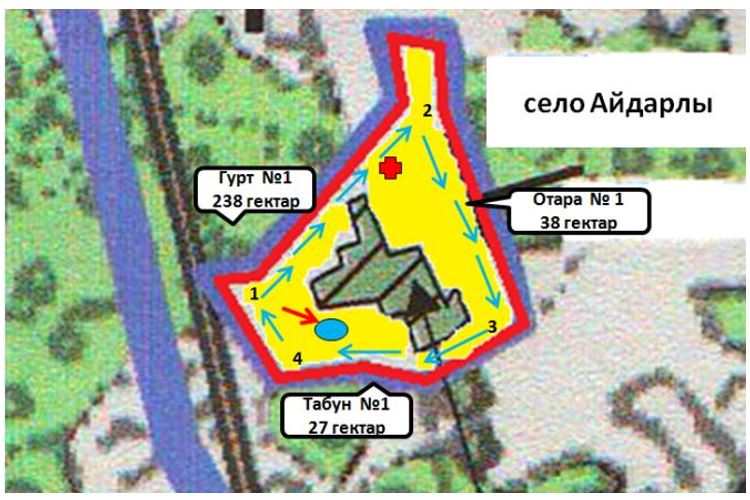 село Айдарлы
2
Гурт №1
238 гектар
Отара № 1
38 гектар
1
3
4
Табун №1
27 гектар